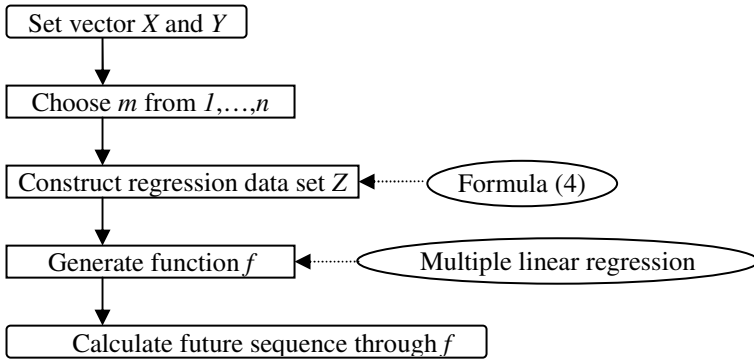 Set vector X and Y
Choose m from 1,…,n
Construct regression data set Z
Formula (4)
Generate function f
Multiple linear regression
Calculate future sequence through f